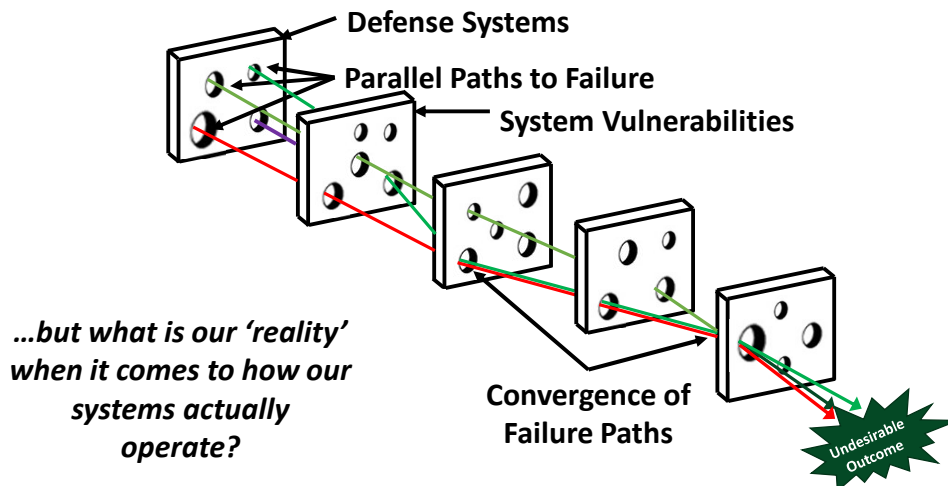 Defense Systems
Parallel Paths to Failure
System Vulnerabilities
…but what is our ‘reality’
when it comes to how our
systems actually
operate?
Convergence of
Failure Paths
Undesirable
Outcome